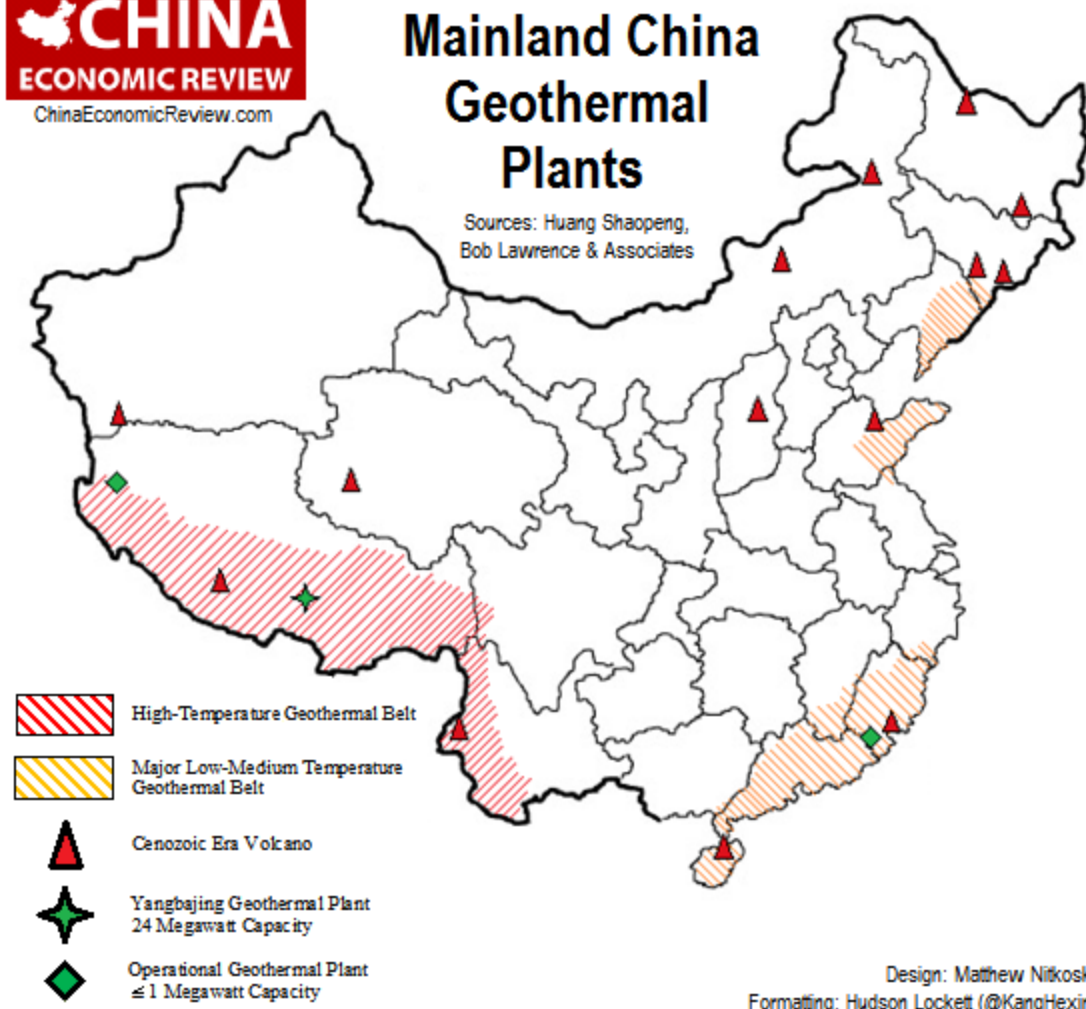 CHINA
ECONOMIC REVIEW
ChinaEconomicReview.com
Mainland China
Geothermal
Plants
Sources: Huang Shaopeng,
Bob Lawrence & Associates
High-Temperature Geothermal Belt
Major Low-Medium Temperature
Geothermal Belt
Cenozoic Era Volcano
Yangbajing Geothermal Plant
24 Megawatt Capacity
Operational Geothermal Plant
≤ 1 Megawatt Capacity
Design: Matthew Nitkosk
Formatting: Hudson Lockett (@KangHexin